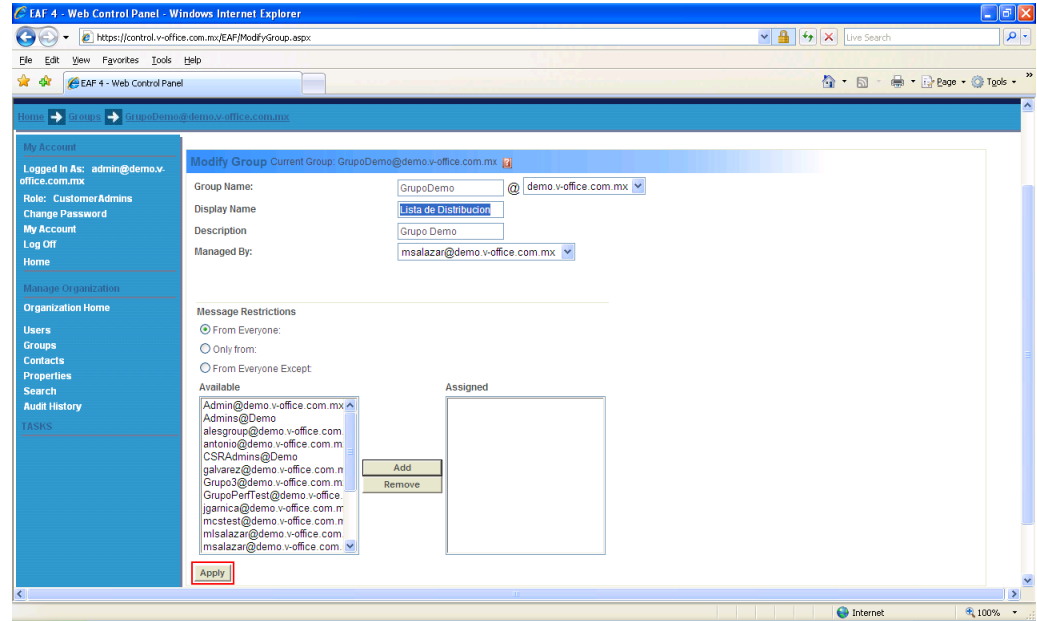 EAF 4 - Web Control Panel - Windows Internet Explorer
https://control.v-office.com.mx/EAF/ModifyGroup.aspx
Live Search
File Edit View Favorites Tools Help
EAF 4 - Web Control Panel
Page Tools »
Home Groups GrupoDemo@demo.v-office.com.mx
My Account
Logged In As: admin@demo.v-
office.com.mx
Role: CustomerAdmins
Change Password
My Account
Log Off
Home
Manage Organization
Organization Home
Users
Groups
Contacts
Properties
Search
Audit History
TASKS
Modify Group Current Group: GrupoDemo@demo.v-office.com.mx
Group Name: GrupoDemo @ demo.v-office.com.mx
Display Name Lista de Distribucion
Description Grupo Demo
Managed By: msalazar@demo.v-office.com.mx
Message Restrictions
From Everyone:
Only from:
From Everyone Except:
Available Assigned
Admin@demo.v-office.com.mx
Admins@Demo
alesgroup@demo.v-office.com.
antonio@demo.v-office.com.m
CSRAdmins@Demo
galvarez@demo.v-office.com.m
Grupo3@demo.v-office.com.m
GrupoPerfTest@demo.v-office.
jgarnica@demo.v-office.com.m
mcstest@demo.v-office.com.m
mlsalazar@demo.v-office.com.
msalazar@demo.v-office.com.
Add
Remove
Apply
Internet 100%